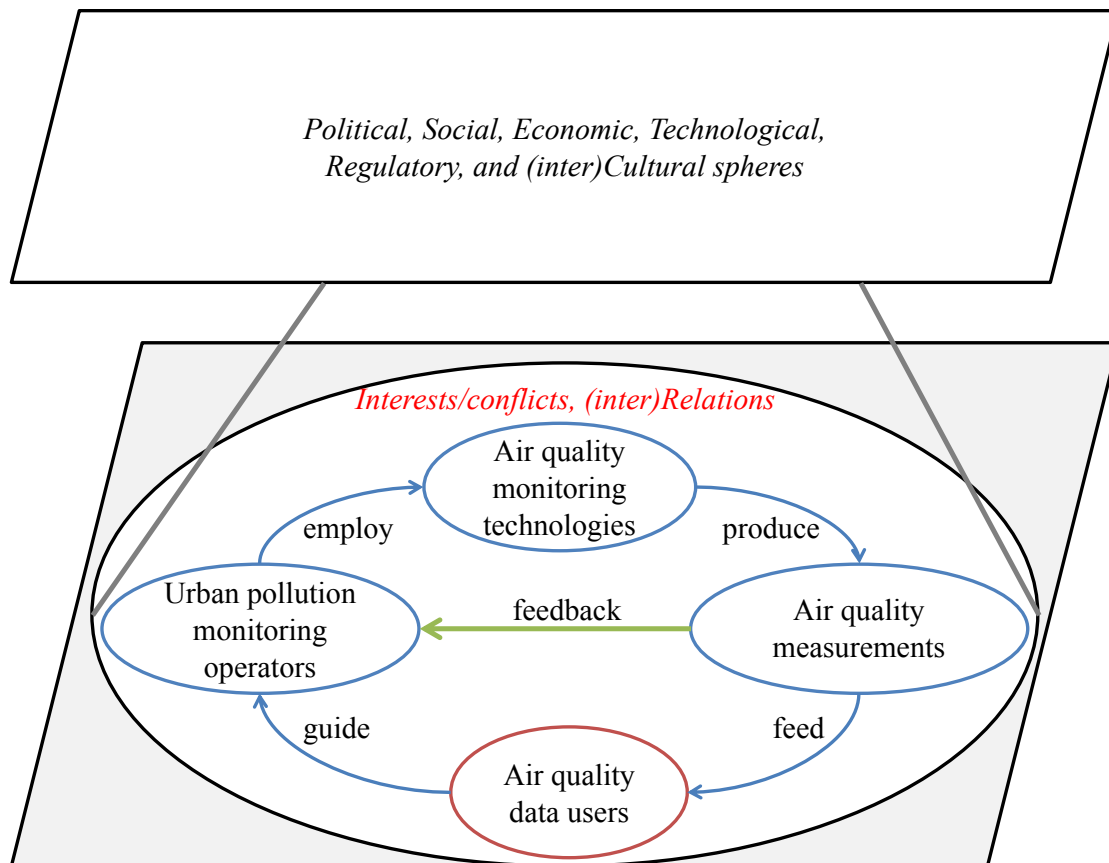 Political, Social, Economic, Technological,
Regulatory, and (inter)Cultural spheres
Interests/conflicts, (inter)Relations
Air quality
monitoring
technologies
employ
produce
Urban pollution
monitoring
operators
feedback
Air quality
measurements
guide
feed
Air quality
data users